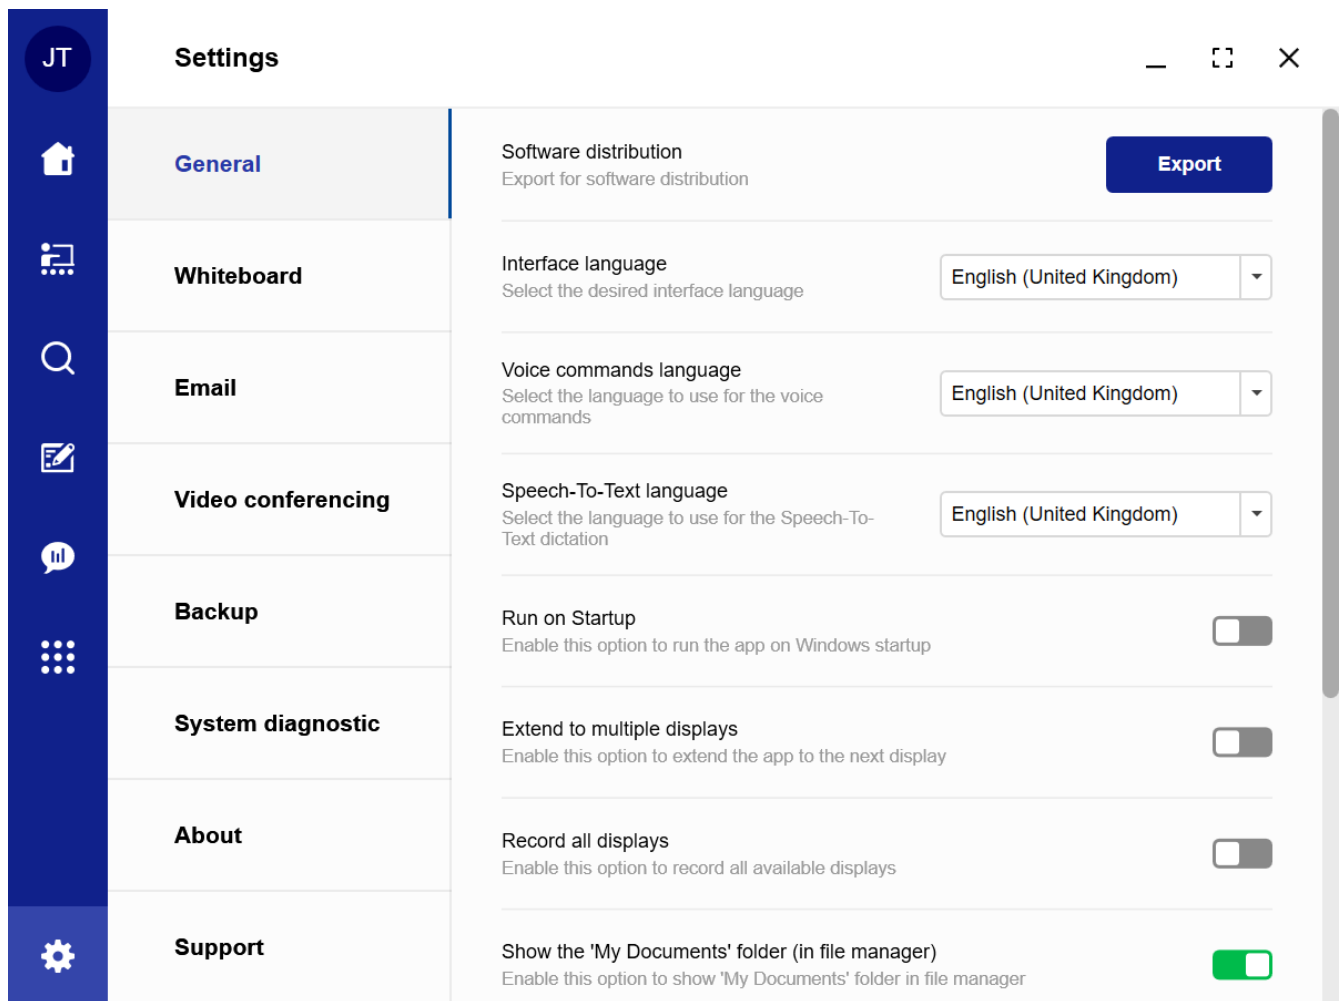 JT
Settings
General
Whiteboard
Email
Video conferencing
Backup
System diagnostic
About
Support
Software distribution
Export for software distribution
Export
Interface language
Select the desired interface language
English (United Kingdom)
Voice commands language
Select the language to use for the voice
commands
English (United Kingdom)
Speech-To-Text language
Select the language to use for the Speech-To-
Text dictation
English (United Kingdom)
Run on Startup
Enable this option to run the app on Windows startup
Extend to multiple displays
Enable this option to extend the app to the next display
Record all displays
Enable this option to record all available displays
Show the 'My Documents' folder (in file manager)
Enable this option to show 'My Documents' folder in file manager